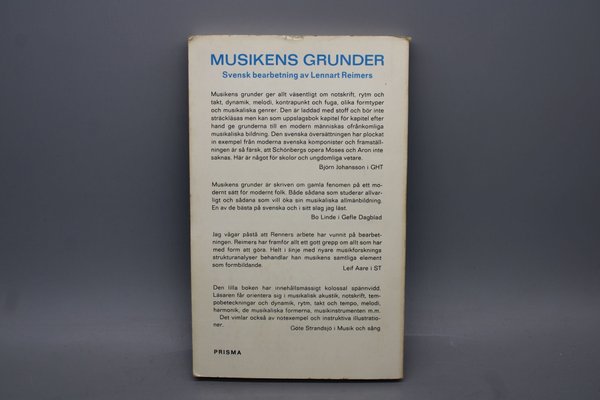 MUSIKENS GRUNDER
Svensk bearbetning av Lennart Reimers
Musikens grunder ger allt väsentligt om notskrift, rytm och
takt, dynamik, melodi, kontrapunkt och fuga, olika formtyper
och musikaliska genrer. Den är laddad med stoff och bör inte
sträckläsas men kan som uppslagsbok kapitel för kapitel efter
hand ge grunderna till en modern människas ofrånkomliga
musikaliska bildning. Den svenska översättningen har plockat
in exempel från moderna svenska komponister och framställ-
ningen är så färsk, att Schönbergs opera Moses och Aron inte
saknas. Här är något för skolor och ungdomliga vetare.
Björn Johansson i GHT
Musikens grunder är skriven om gamla fenomen på ett mo-
dernt sätt för modernt folk. Både sådana som studerar allvar-
ligt och sådana som vill öka sin musikaliska allmänbildning.
En av de bästa på svenska och i sitt slag jag läst.
Bo Linde i Gefle Dagblad
Jag vågar påstå att Renners arbete har vunnit på bearbet-
ningen. Reimers har framför allt ett gott grepp om allt som har
med form att göra. Helt i linje med nyare musikforsknings
strukturanalyser behandlar han musikens samtliga element
som formbildande.
Leif Aare i ST
Den lilla boken har innehållsmässigt kolossal spännvidd.
Läsaren får orientera sig i musikalisk akustik, notskrift, tem-
pobeteckningar och dynamik, rytm, takt och tempo, melodi,
harmonik, de musikaliska formerna, musikinstrumenten m.m.
Det vimlar också av notexempel och instruktiva illustratio-
ner.
Göte Strandsjö i Musik och sång
PRISMA